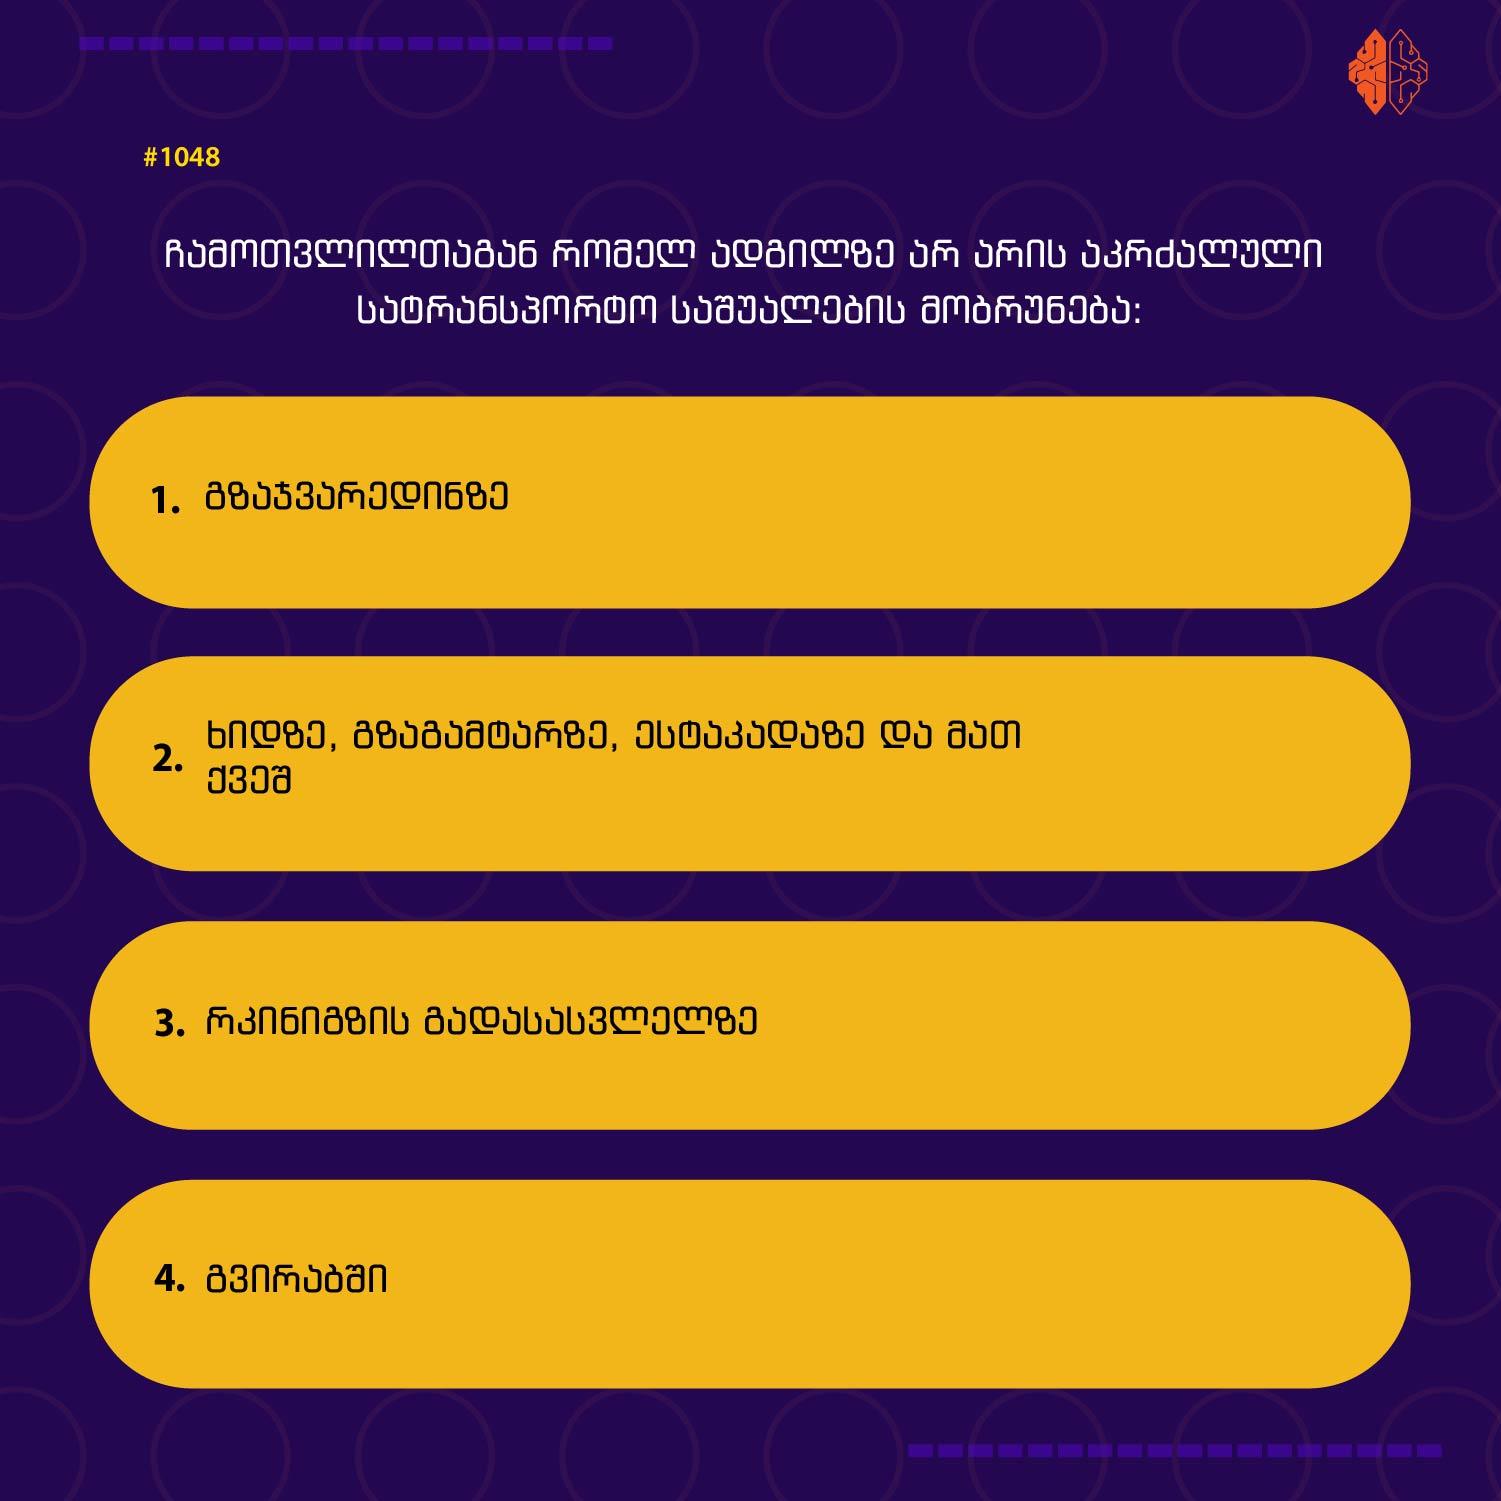 #1048
ჩამოთვლილთაგან რომელ ადგილზე არ არის აკრძალული
სატრანსპორტო საშუალების მობრუნება:
1. გზაჯვარედინზე
2. ხიდზე, გზაგამტარზე, ესტაკადაზე და მათ
ქვეშ
3. რკინიგზის გადასასვლელზე
4. გვირაბში